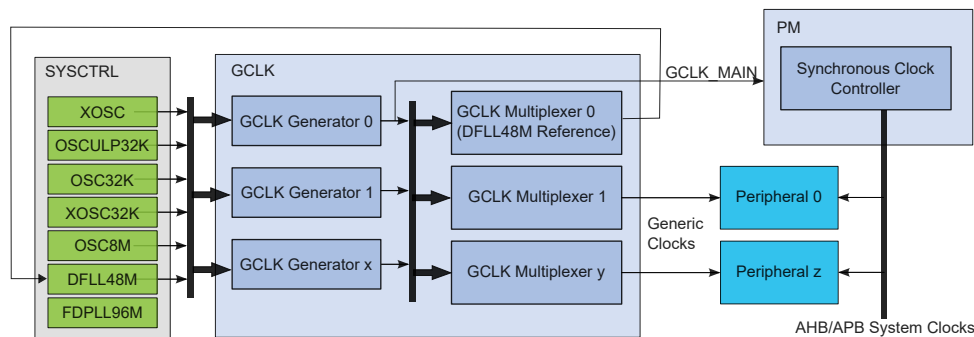 SYSCTRL
XOSC
OSCULP32K
OSC32K
XOSC32K
OSC8M
DFLL48M
FDPLL96M
GCLK
GCLK Generator 0
GCLK Generator 1
GCLK Generator x
GCLK Multiplexer 0
(DFLL48M Reference)
GCLK Multiplexer 1
GCLK Multiplexer y
GCLK_MAIN
Generic
Clocks
PM
Synchronous Clock
Controller
Peripheral 0
Peripheral z
AHB/APB System Clocks